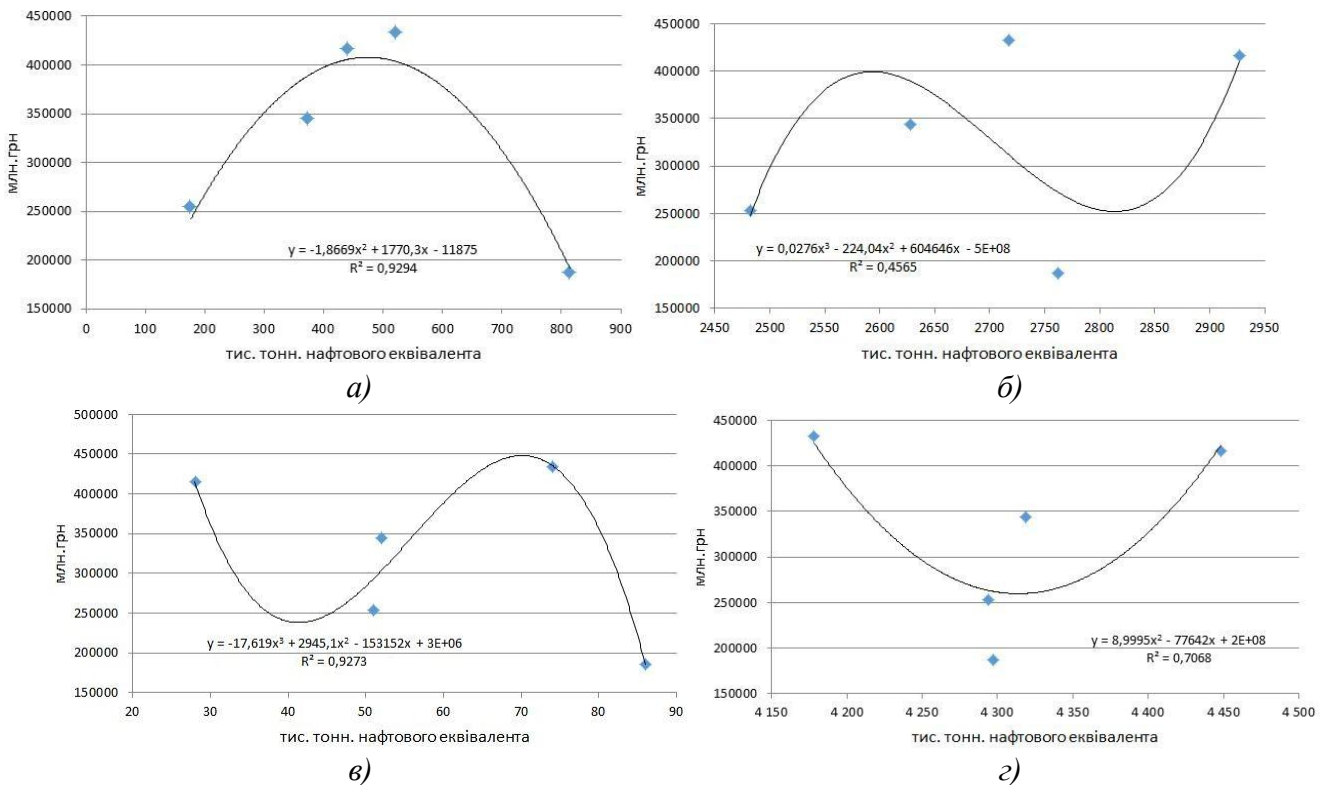 450000
400000
350000
300000
250000
200000
150000
млн.грн
y = -1,8669x² + 1770,3x - 11875
R² = 0,9294
0 100 200 300 400 500 600 700 800 900
тис. тонн. нафтового еквівалента
а)
450000
400000
350000
300000
250000
200000
150000
млн.грн
y = 0,0276x³ - 224,04x² + 604646x - 5E+08
R² = 0,4565
2450 2500 2550 2600 2650 2700 2750 2800 2850 2900 2950
тис. тонн. нафтового еквівалента
б)
500000
450000
400000
350000
300000
250000
200000
150000
млн.грн
y = -17,619x³ + 2945,1x² - 153152x + 3E+06
R² = 0,9273
20 30 40 50 60 70 80 90
тис. тонн. нафтового еквівалента
в)
450000
400000
350000
300000
250000
200000
150000
млн.грн
y = 8,9995x² - 77642x + 2E+08
R² = 0,7068
4 150 4 200 4 250 4 300 4 350 4 400 4 450 4 500
тис. тонн. нафтового еквівалента
г)